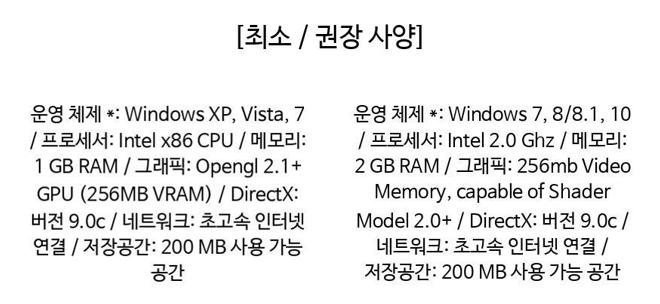 [최소 / 권장 사양]
운영 체제 *: Windows XP, Vista, 7
/ 프로세서: Intel x86 CPU / 메모리:
1 GB RAM / 그래픽: Opengl 2.1+
GPU (256MB VRAM) / DirectX:
버전 9.0c / 네트워크: 초고속 인터넷
연결 / 저장공간: 200 MB 사용 가능
공간
운영 체제 *: Windows 7, 8/8.1, 10
/ 프로세서: Intel 2.0 Ghz / 메모리:
2 GB RAM / 그래픽: 256mb Video
Memory, capable of Shader
Model 2.0+ / DirectX: 버전 9.0c /
네트워크: 초고속 인터넷 연결 /
저장공간: 200 MB 사용 가능 공간